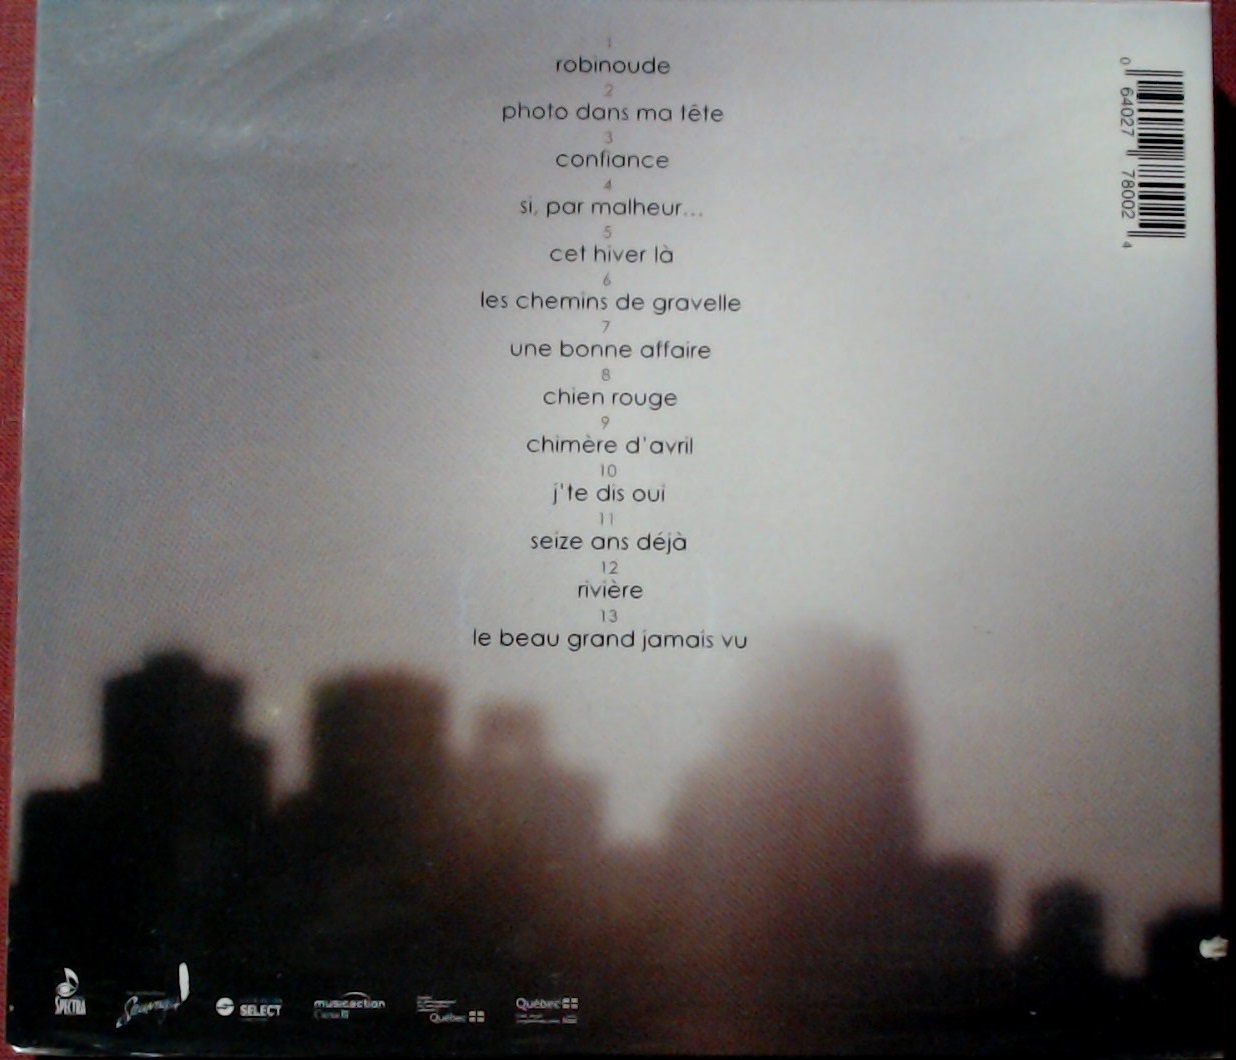 1
robinoude
2
photo dans ma tête
3
confiance
4
si, par malheur...
5
cet hiver là
6
les chemins de gravelle
7
une bonne affaire
8
chien rouge
9
chimère d'avril
10
j'te dis oui
11
seize ans déjà
12
rivière
13
le beau grand jamais vu
0 64027 78002 4
SPECTRA
SELECT
musicaction
Québec
Québec